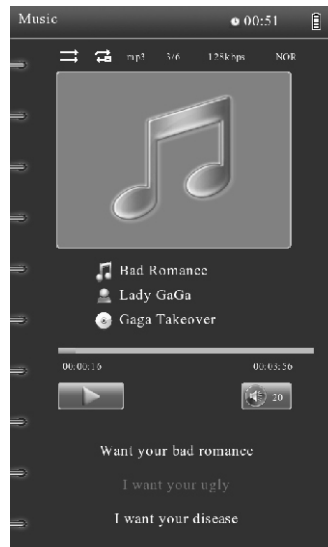 Music 00:51
mp3 3/6 128kbps NOR
Bad Romance
Lady GaGa
Gaga Takeover
00:00:16 00:03:56
20
Want your bad romance
I want your ugly
I want your disease